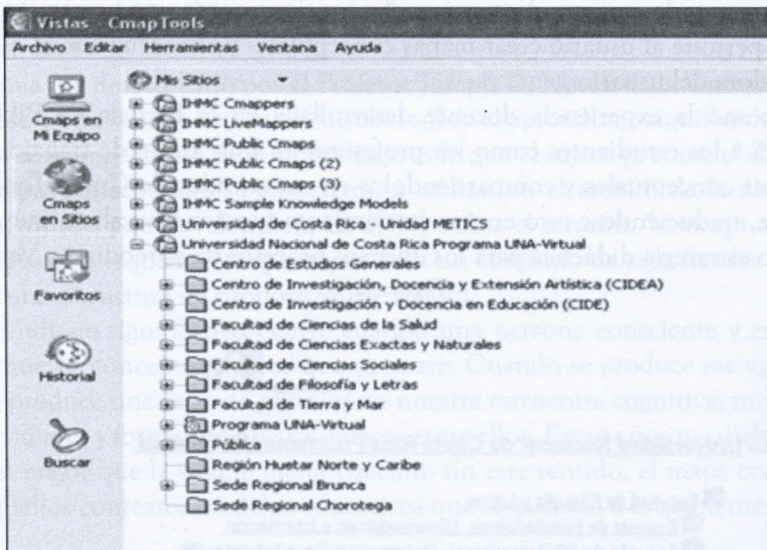 Vistas - CmapTools
Archivo Editar Herramientas Ventana Ayuda
Cmaps en
Mi Equipo
Cmaps
en Sitios
Favoritos
Historial
Buscar
Mis Sitios
IHMC Cmappers
IHMC LiveMappers
IHMC Public Cmaps
IHMC Public Cmaps (2)
IHMC Public Cmaps (3)
IHMC Sample Knowledge Models
Universidad de Costa Rica - Unidad METICS
Universidad Nacional de Costa Rica Programa UNA-Virtual
Centro de Estudios Generales
Centro de Investigación, Docencia y Extensión Artística (CIDEA)
Centro de Investigación y Docencia en Educación (CIDE)
Facultad de Ciencias de la Salud
Facultad de Ciencias Exactas y Naturales
Facultad de Ciencias Sociales
Facultad de Filosofía y Letras
Facultad de Tierra y Mar
Programa UNA-Virtual
Público
Región Huetar Norte y Caribe
Sede Regional Brunca
Sede Regional Chorotega